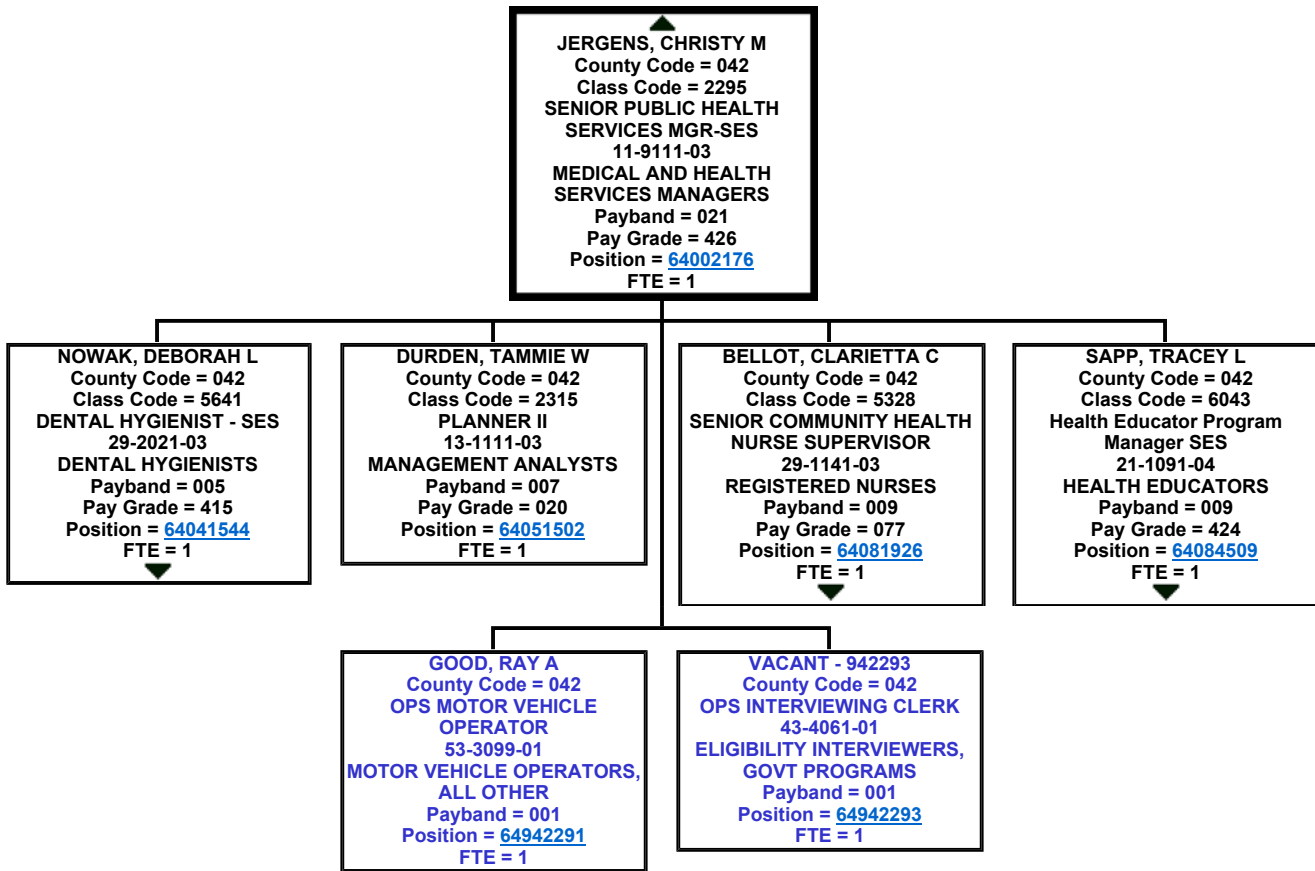 JERGENS, CHRISTY M
County Code = 042
Class Code = 2295
SENIOR PUBLIC HEALTH
SERVICES MGR-SES
11-9111-03
MEDICAL AND HEALTH
SERVICES MANAGERS
Payband = 021
Pay Grade = 426
Position = 64002176
FTE = 1
NOWAK, DEBORAH L
County Code = 042
Class Code = 5641
DENTAL HYGIENIST - SES
29-2021-03
DENTAL HYGIENISTS
Payband = 005
Pay Grade = 415
Position = 64041544
FTE = 1
DURDEN, TAMMIE W
County Code = 042
Class Code = 2315
PLANNER II
13-1111-03
MANAGEMENT ANALYSTS
Payband = 007
Pay Grade = 020
Position = 64051502
FTE = 1
BELLOT, CLARIETTA C
County Code = 042
Class Code = 5328
SENIOR COMMUNITY HEALTH
NURSE SUPERVISOR
29-1141-03
REGISTERED NURSES
Payband = 009
Pay Grade = 077
Position = 64081926
FTE = 1
SAPP, TRACEY L
County Code = 042
Class Code = 6043
Health Educator Program
Manager SES
21-1091-04
HEALTH EDUCATORS
Payband = 009
Pay Grade = 424
Position = 64084509
FTE = 1
GOOD, RAY A
County Code = 042
OPS MOTOR VEHICLE
OPERATOR
53-3099-01
MOTOR VEHICLE OPERATORS,
ALL OTHER
Payband = 001
Position = 64942291
FTE = 1
VACANT - 942293
County Code = 042
OPS INTERVIEWING CLERK
43-4061-01
ELIGIBILITY INTERVIEWERS,
GOVT PROGRAMS
Payband = 001
Position = 64942293
FTE = 1